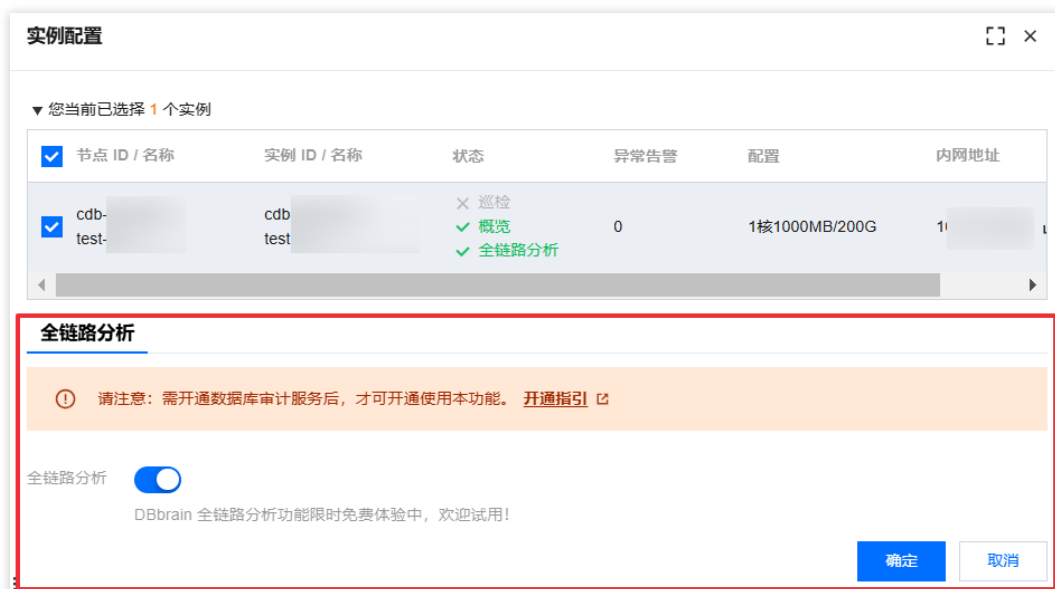 实例配置
▼ 您当前已选择 1 个实例
节点 ID / 名称 实例 ID / 名称 状态 异常告警 配置 内网地址
巡检
cdb- cdb 概览 0 1核1000MB/200G
test- test 全链路分析
全链路分析
请注意：需开通数据库审计服务后，才可开通使用本功能。 开通指引
全链路分析
DBbrain 全链路分析功能限时免费体验中，欢迎试用！
确定 取消